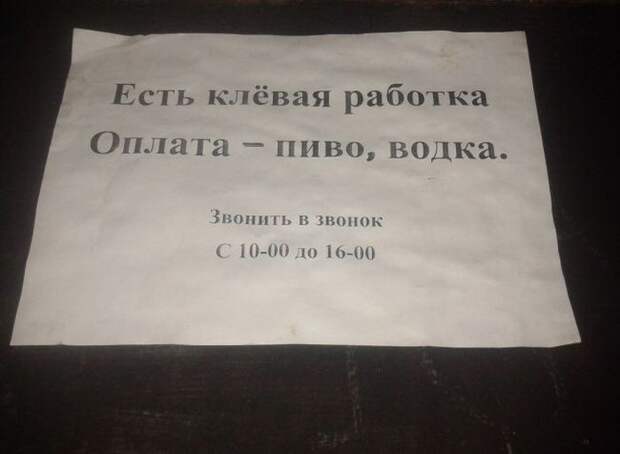 Есть клёвая работка
Оплата – пиво, водка.
Звонить в звонок
С 10-00 до 16-00